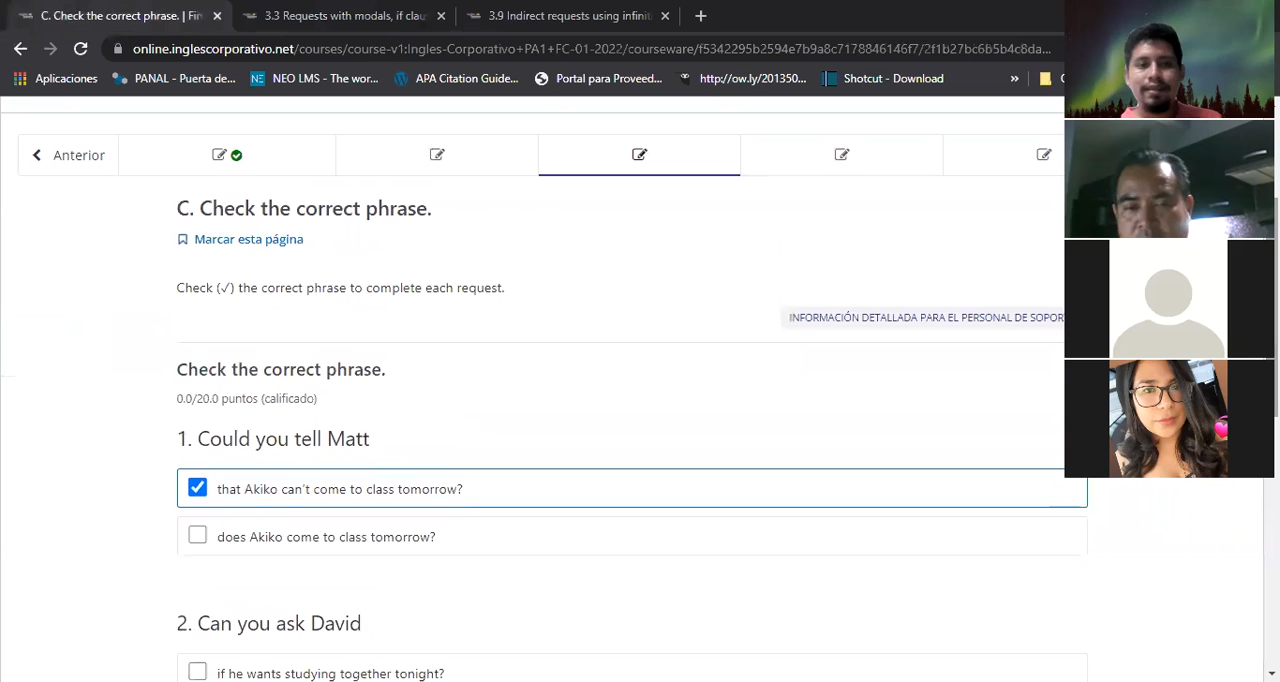 C. Check the correct phrase. | Fin
3.3 Requests with modals, if clau
3.9 Indirect requests using infinit
online.inglescorporativo.net/courses/course-v1:Ingles-Corporativo+PA1+FC-01-2022/courseware/f5342295b2594e7b9a8c7178846146f7/2f1b27bc6b5b4c8da...
Aplicaciones
PANAL - Puerta de...
NEO LMS - The wor...
APA Citation Guide...
Portal para Proveed...
http://ow.ly/201350...
Shotcut - Download
»
Anterior
C. Check the correct phrase.
Marcar esta página
Check (✓) the correct phrase to complete each request.
INFORMACIÓN DETALLADA PARA EL PERSONAL DE SOPOR
Check the correct phrase.
0.0/20.0 puntos (calificado)
1. Could you tell Matt
that Akiko can't come to class tomorrow?
does Akiko come to class tomorrow?
2. Can you ask David
if he wants studying together tonight?